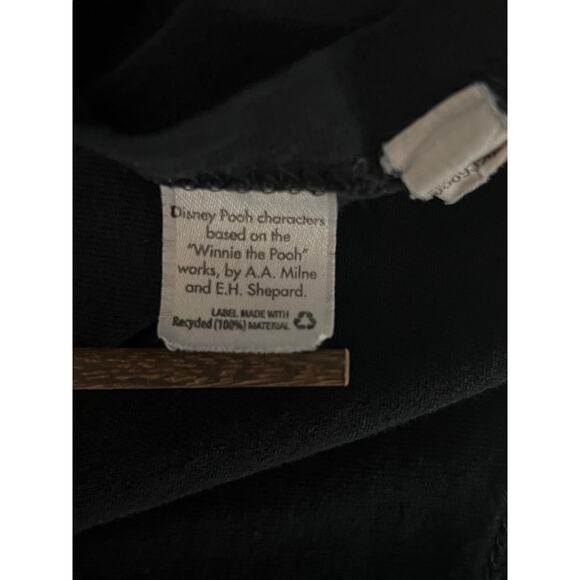 Disney Pooh characters
based on the
"Winnie the Pooh"
works, by A.A. Milne
and E.H. Shepard.
LABEL MADE WITH
Recycled (100%) MATERIAL